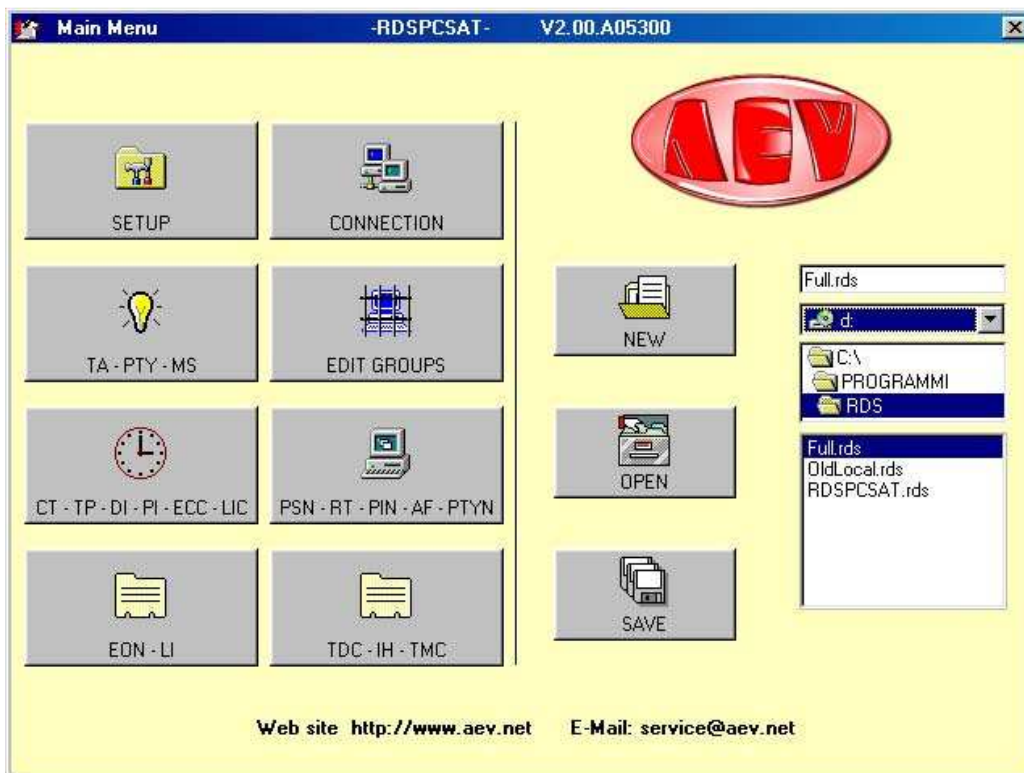 Main Menu -RDSPCSAT- V2.00.A05300
AEV
SETUP
CONNECTION
TA - PTY - MS
EDIT GROUPS
CT - TP - DI - PI - ECC - LIC
PSN - RT - PIN - AF - PTYN
EON - LI
TDC - IH - TMC
NEW
OPEN
SAVE
Full.rds
d:
C:\
PROGRAMMI
RDS
Full.rds
OldLocal.rds
RDSPCSAT.rds
Web site http://www.aev.net E-Mail: service@aev.net